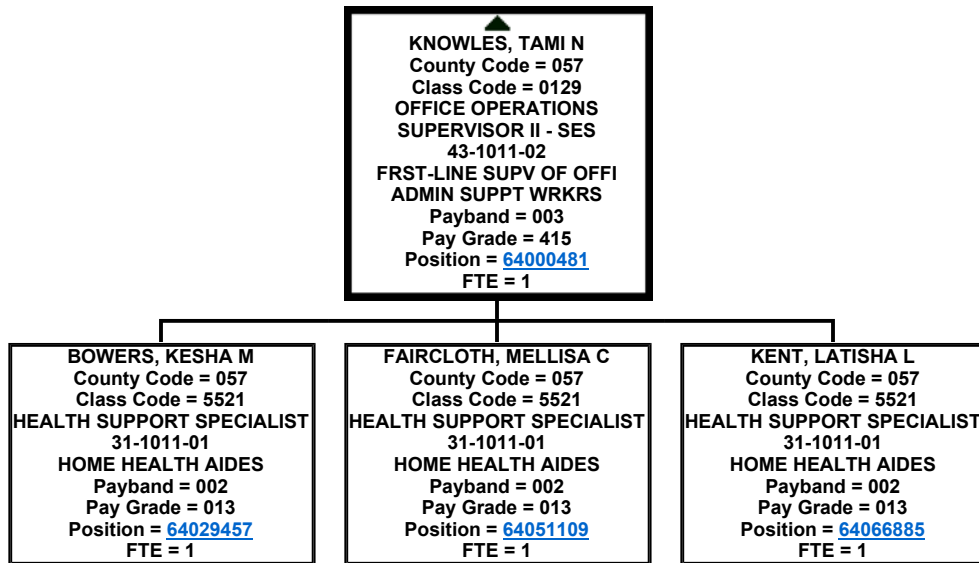 KNOWLES, TAMI N
County Code = 057
Class Code = 0129
OFFICE OPERATIONS
SUPERVISOR II - SES
43-1011-02
FRST-LINE SUPV OF OFFI
ADMIN SUPPT WRKRS
Payband = 003
Pay Grade = 415
Position = 64000481
FTE = 1
BOWERS, KESHA M
County Code = 057
Class Code = 5521
HEALTH SUPPORT SPECIALIST
31-1011-01
HOME HEALTH AIDES
Payband = 002
Pay Grade = 013
Position = 64029457
FTE = 1
FAIRCLOTH, MELLISA C
County Code = 057
Class Code = 5521
HEALTH SUPPORT SPECIALIST
31-1011-01
HOME HEALTH AIDES
Payband = 002
Pay Grade = 013
Position = 64051109
FTE = 1
KENT, LATISHA L
County Code = 057
Class Code = 5521
HEALTH SUPPORT SPECIALIST
31-1011-01
HOME HEALTH AIDES
Payband = 002
Pay Grade = 013
Position = 64066885
FTE = 1